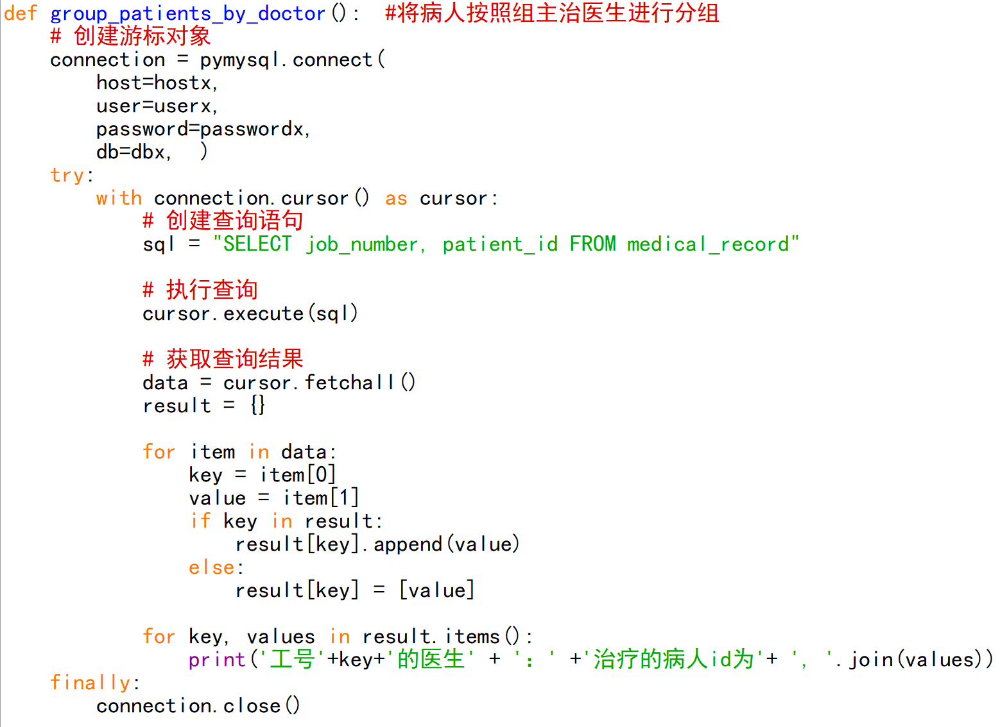 def group_patients_by_doctor():  #将病人按照组主治医生进行分组
    # 创建游标对象
    connection = pymysql.connect(
        host=hostx,
        user=userx,
        password=passwordx,
        db=dbx,  )
    try:
        with connection.cursor() as cursor:
            # 创建查询语句
            sql = "SELECT job_number, patient_id FROM medical_record"
            # 执行查询
            cursor.execute(sql)
            # 获取查询结果
            data = cursor.fetchall()
            result = {}
            for item in data:
                key = item[0]
                value = item[1]
                if key in result:
                    result[key].append(value)
                else:
                    result[key] = [value]
            for key, values in result.items():
                print('工号'+key+'的医生' + '：' +'治疗的病人id为'+ ', '.join(values))
    finally:
        connection.close()